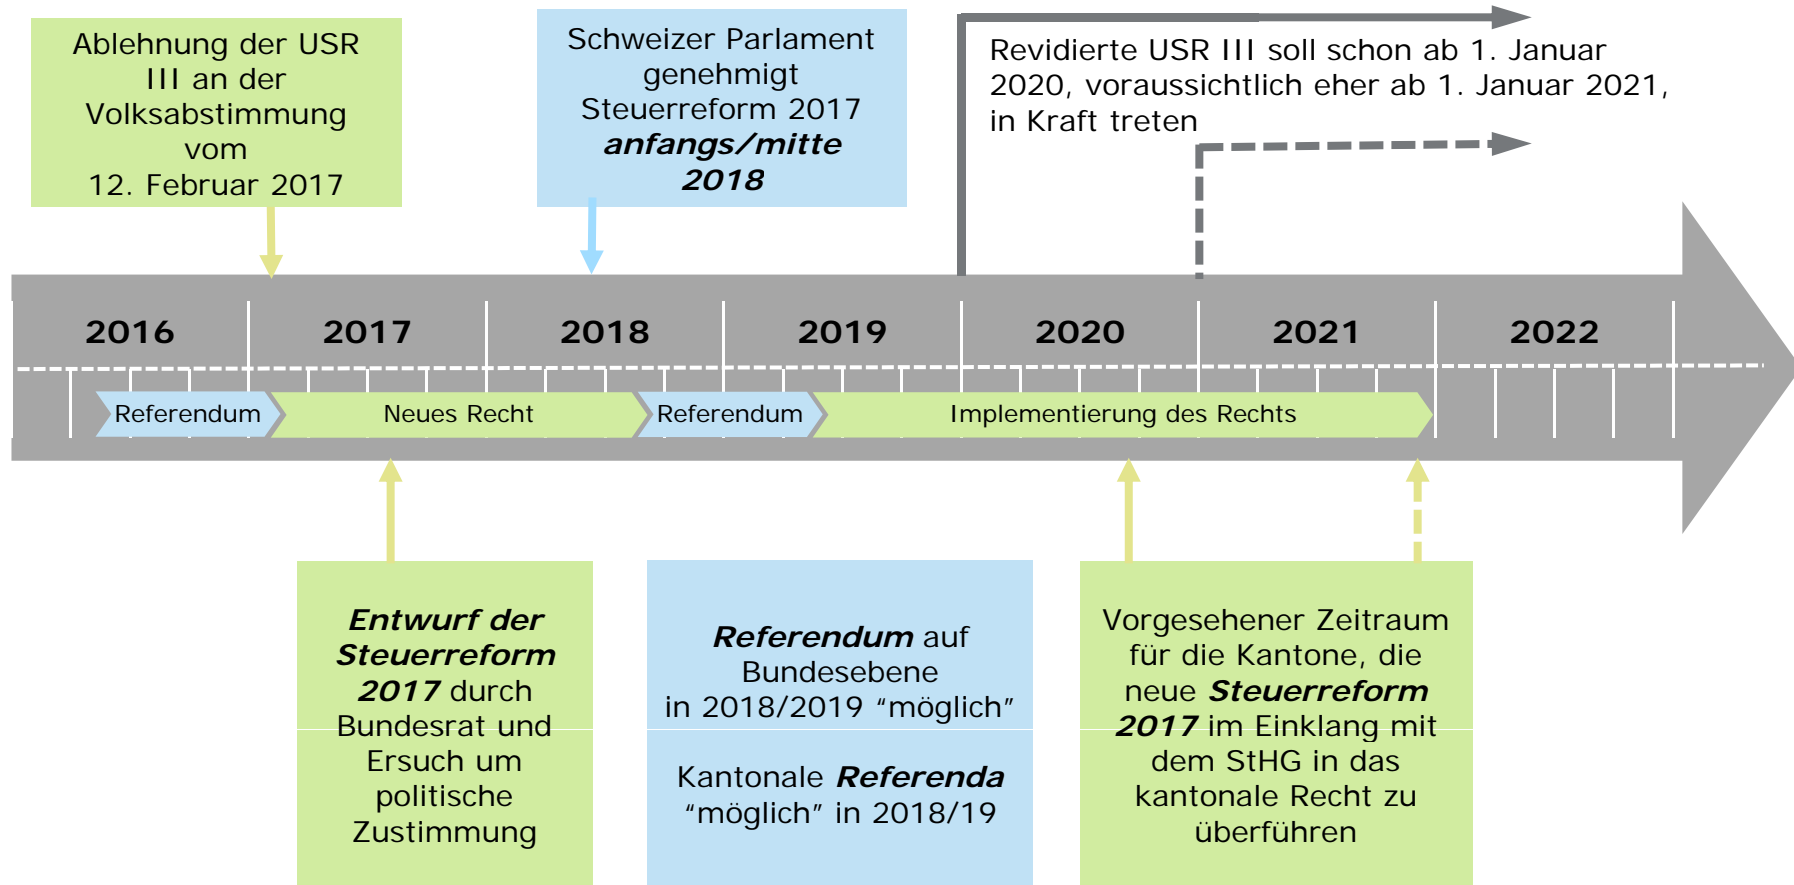 Ablehnung der USR
III an der
Volksabstimmung
vom
12. Februar 2017
Schweizer Parlament
genehmigt
Steuerreform 2017
anfangs/mitte
2018
Revidierte USR III soll schon ab 1. Januar
2020, voraussichtlich eher ab 1. Januar 2021,
in Kraft treten
2016
2017
2018
2019
2020
2021
2022
Referendum
Neues Recht
Referendum
Implementierung des Rechts
Entwurf der
Steuerreform
2017 durch
Bundesrat und
Ersuch um
politische
Zustimmung
Referendum auf
Bundesebene
in 2018/2019 “möglich”
Kantonale Referenda
“möglich” in 2018/19
Vorgesehener Zeitraum
für die Kantone, die
neue Steuerreform
2017 im Einklang mit
dem StHG in das
kantonale Recht zu
überführen